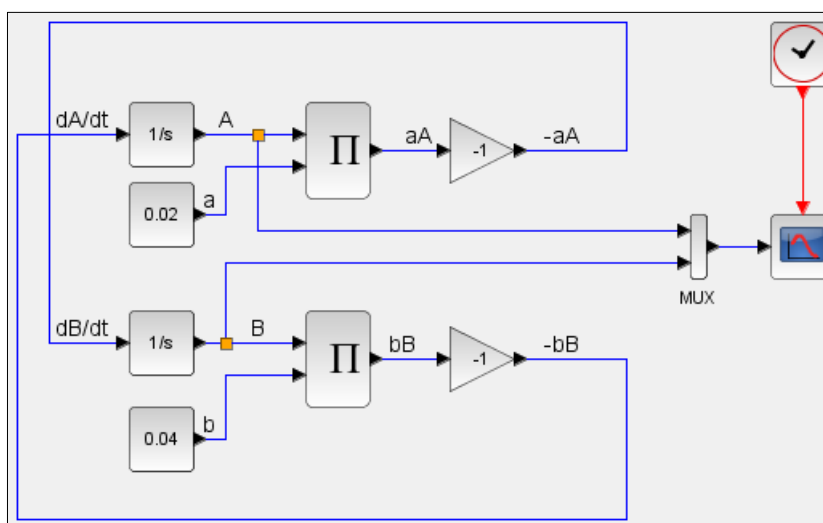 dA/dt
1/s
A
Π
aA
-1
-aA
0.02
a
MUX
dB/dt
1/s
B
Π
bB
-1
-bB
0.04
b